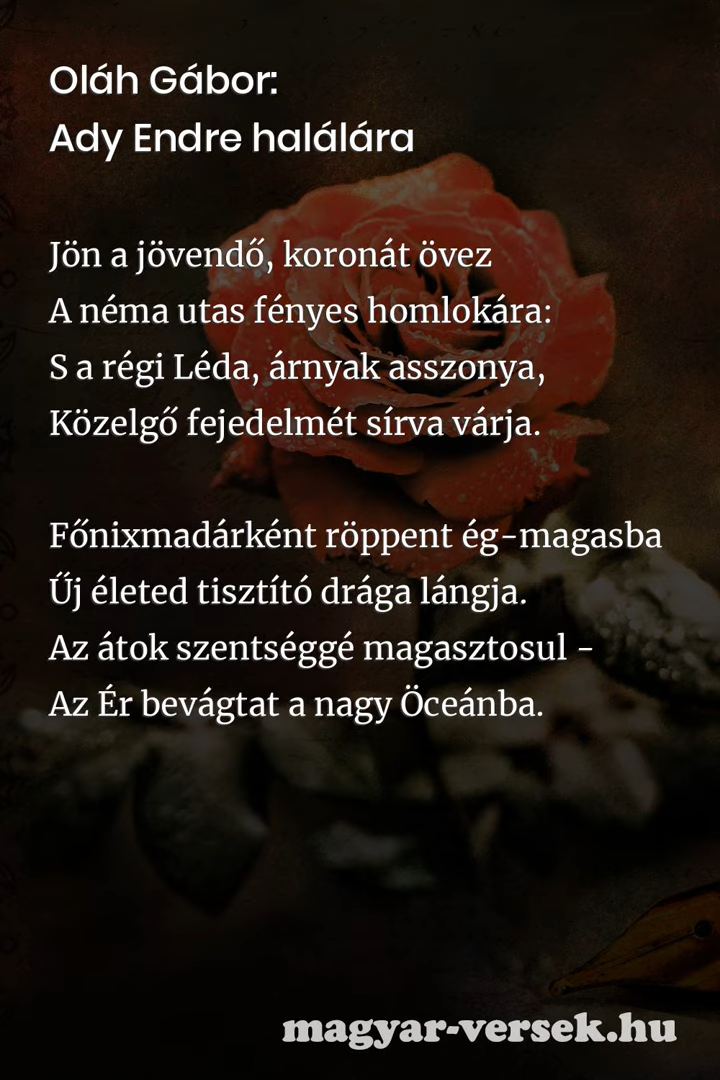 Oláh Gábor:
Ady Endre halálára
Jön a jövendő, koronát övez
A néma utas fényes homlokára:
S a régi Léda, árnyak asszonya,
Közelgő fejedelmét sírva várja.
Főnixmadárként röppent ég-magasba
Űj életed tisztító drága lángja.
Az átok szentséggé magasztosul -
Az Ér bevágtat a nagy Öceánba.
magyar-versek.hu